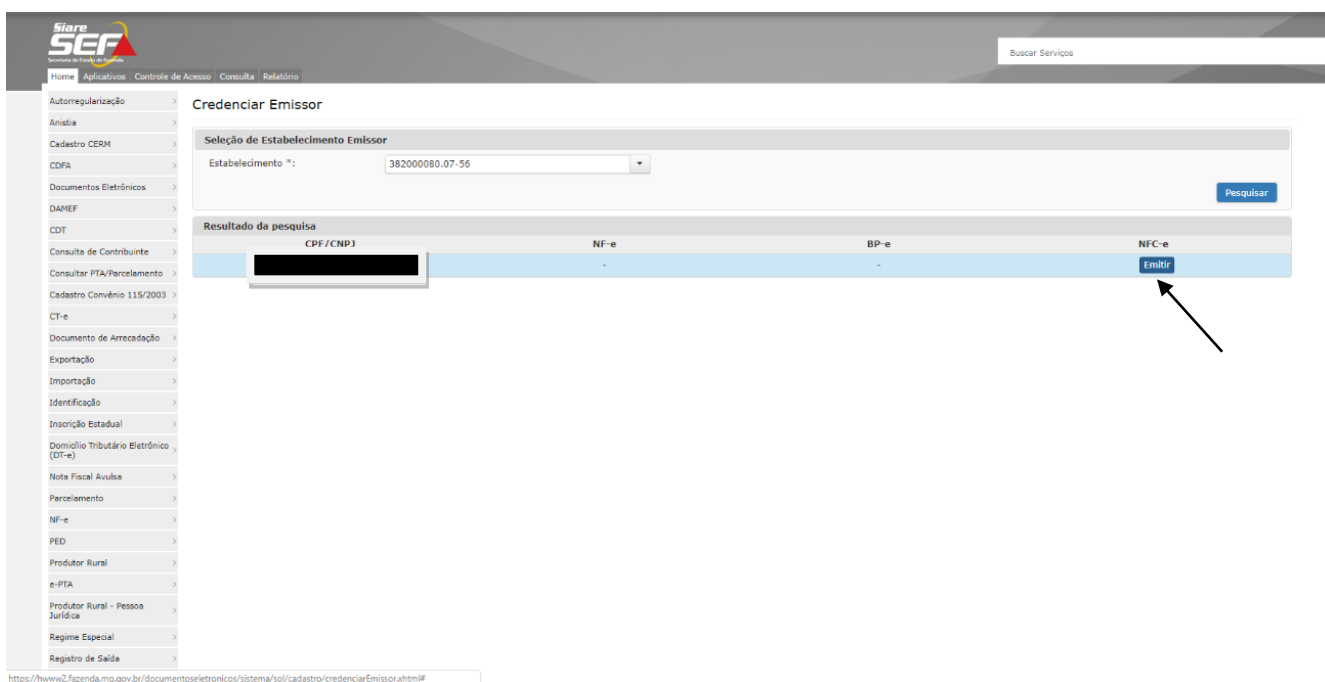 Siare
SEF
Secretaria de Estado de Fazenda
Buscar Serviços
Home Aplicativos Controle de Acesso Consulta Relatório
Autorregularização
Anistia
Cadastro CERM
CDFA
Documentos Eletrônicos
DAMEF
CDT
Consulta de Contribuinte
Consultar PTA/Parcelamento
Cadastro Convênio 115/2003
CT-e
Documento de Arrecadação
Exportação
Importação
Identificação
Inscrição Estadual
Domicílio Tributário Eletrônico
(DT-e)
Nota Fiscal Avulsa
Parcelamento
NF-e
PED
Produtor Rural
e-PTA
Produtor Rural - Pessoa
Jurídica
Regime Especial
Registro de Saída
Credenciar Emissor
Seleção de Estabelecimento Emissor
Estabelecimento *: 382000080.07-56
Pesquisar
Resultado da pesquisa
CPF/CNPJ NF-e BP-e NFC-e
- - Emitir
https://hwww2.fazenda.mg.gov.br/documentoseletronicos/sistema/sol/cadastro/credenciarEmissor.xhtml#